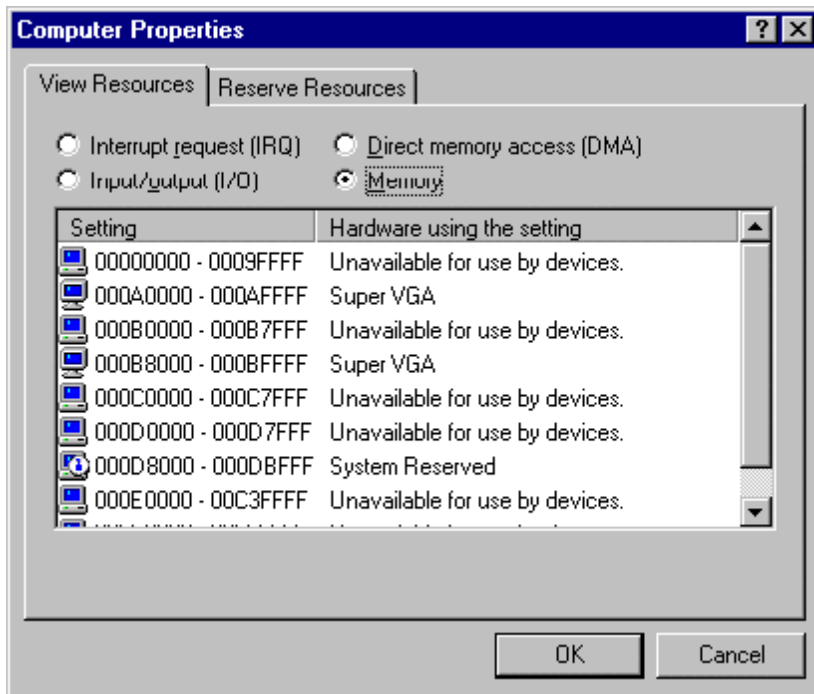 Computer Properties
View Resources Reserve Resources
Interrupt request (IRQ) Direct memory access (DMA)
Input/output (I/O) Memory
Setting Hardware using the setting
00000000 - 0009FFFF Unavailable for use by devices.
000A0000 - 000AFFFF Super VGA
000B0000 - 000B7FFF Unavailable for use by devices.
000B8000 - 000BFFFF Super VGA
000C0000 - 000C7FFF Unavailable for use by devices.
000D0000 - 000D7FFF Unavailable for use by devices.
000D8000 - 000DBFFF System Reserved
000E0000 - 00C3FFFF Unavailable for use by devices.
OK Cancel